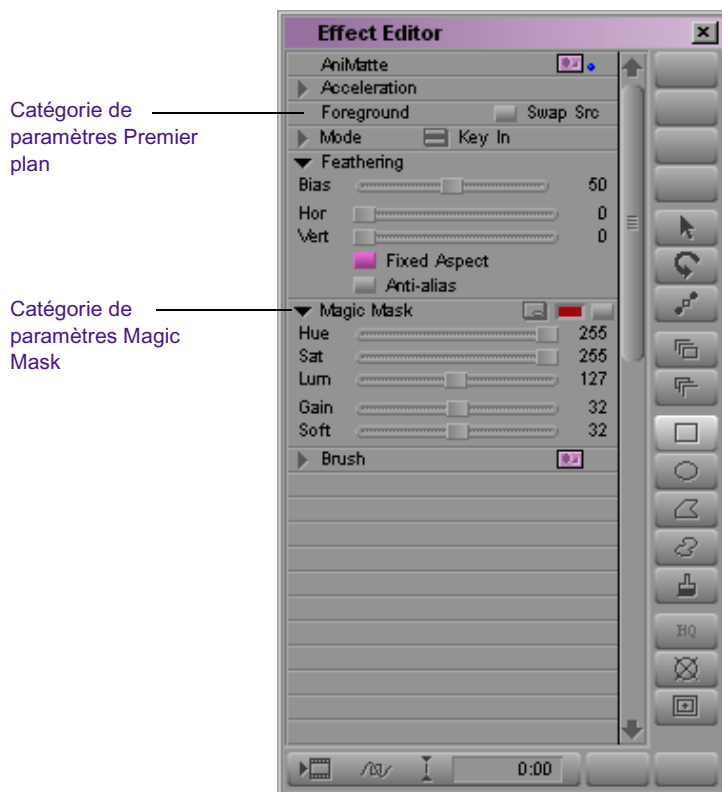 Effect Editor
AniMatte
Acceleration
Catégorie de
paramètres Premier
plan
Foreground Swap Src
Mode Key In
Feathering
Bias 50
Hor 0
Vert 0
Fixed Aspect
Anti-alias
Catégorie de
paramètres Magic
Mask
Magic Mask
Hue 255
Sat 255
Lum 127
Gain 32
Soft 32
Brush
HQ
0:00